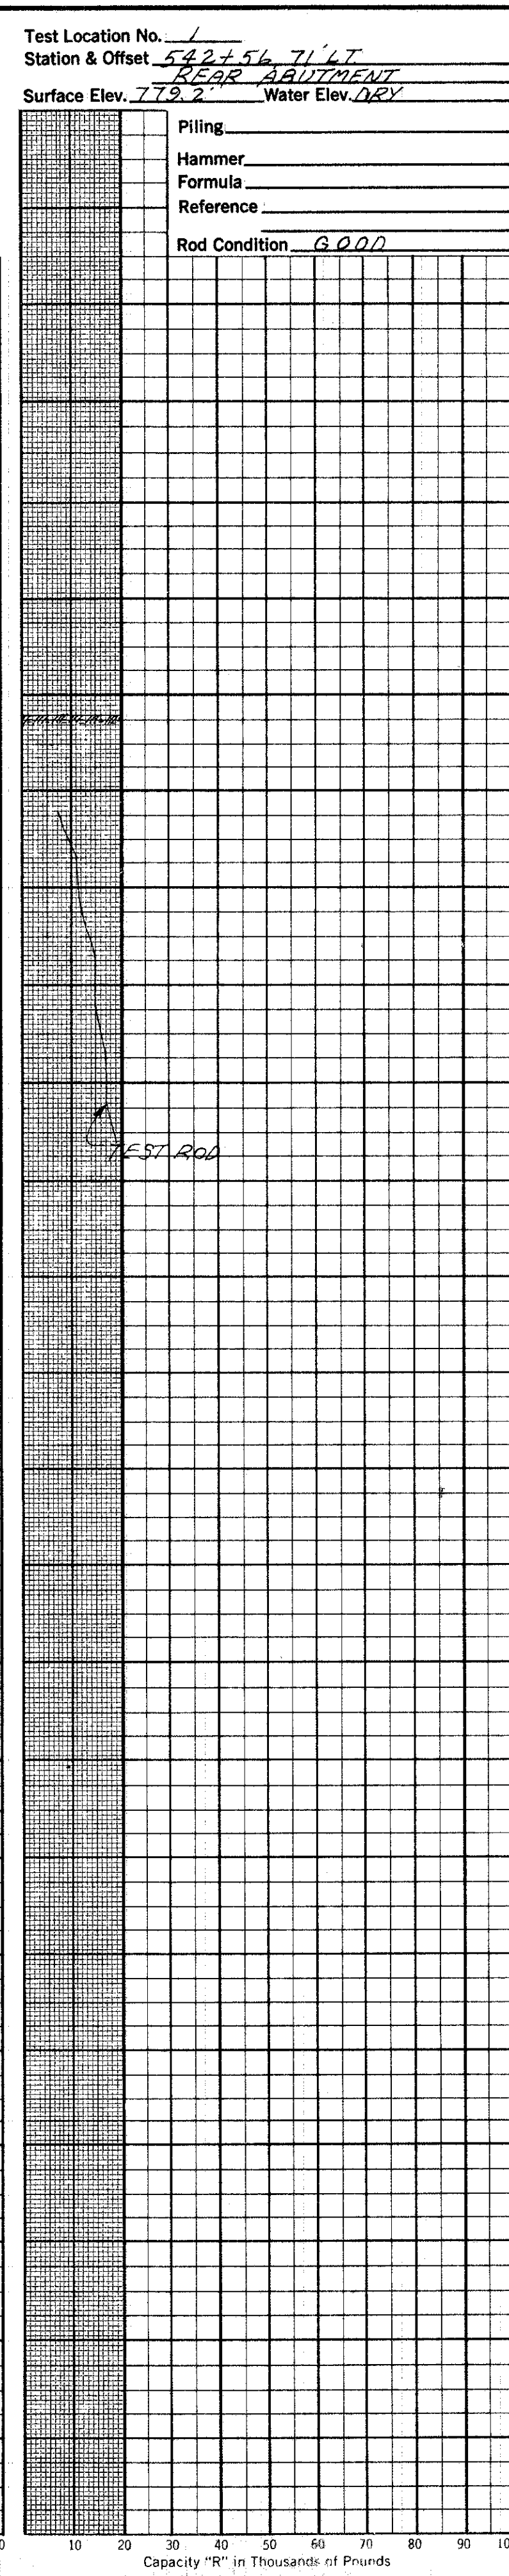 Test Location No. 1
Station & Offset 542+56 71' LT.
REAR ABUTMENT
Surface Elev. 779.2' Water Elev. DRY
Piling
Hammer
Formula
Reference
Rod Condition GOOD
TEST ROD
0 10 20 30 40 50 60 70 80 90 10
Capacity "R" in Thousands of Pounds